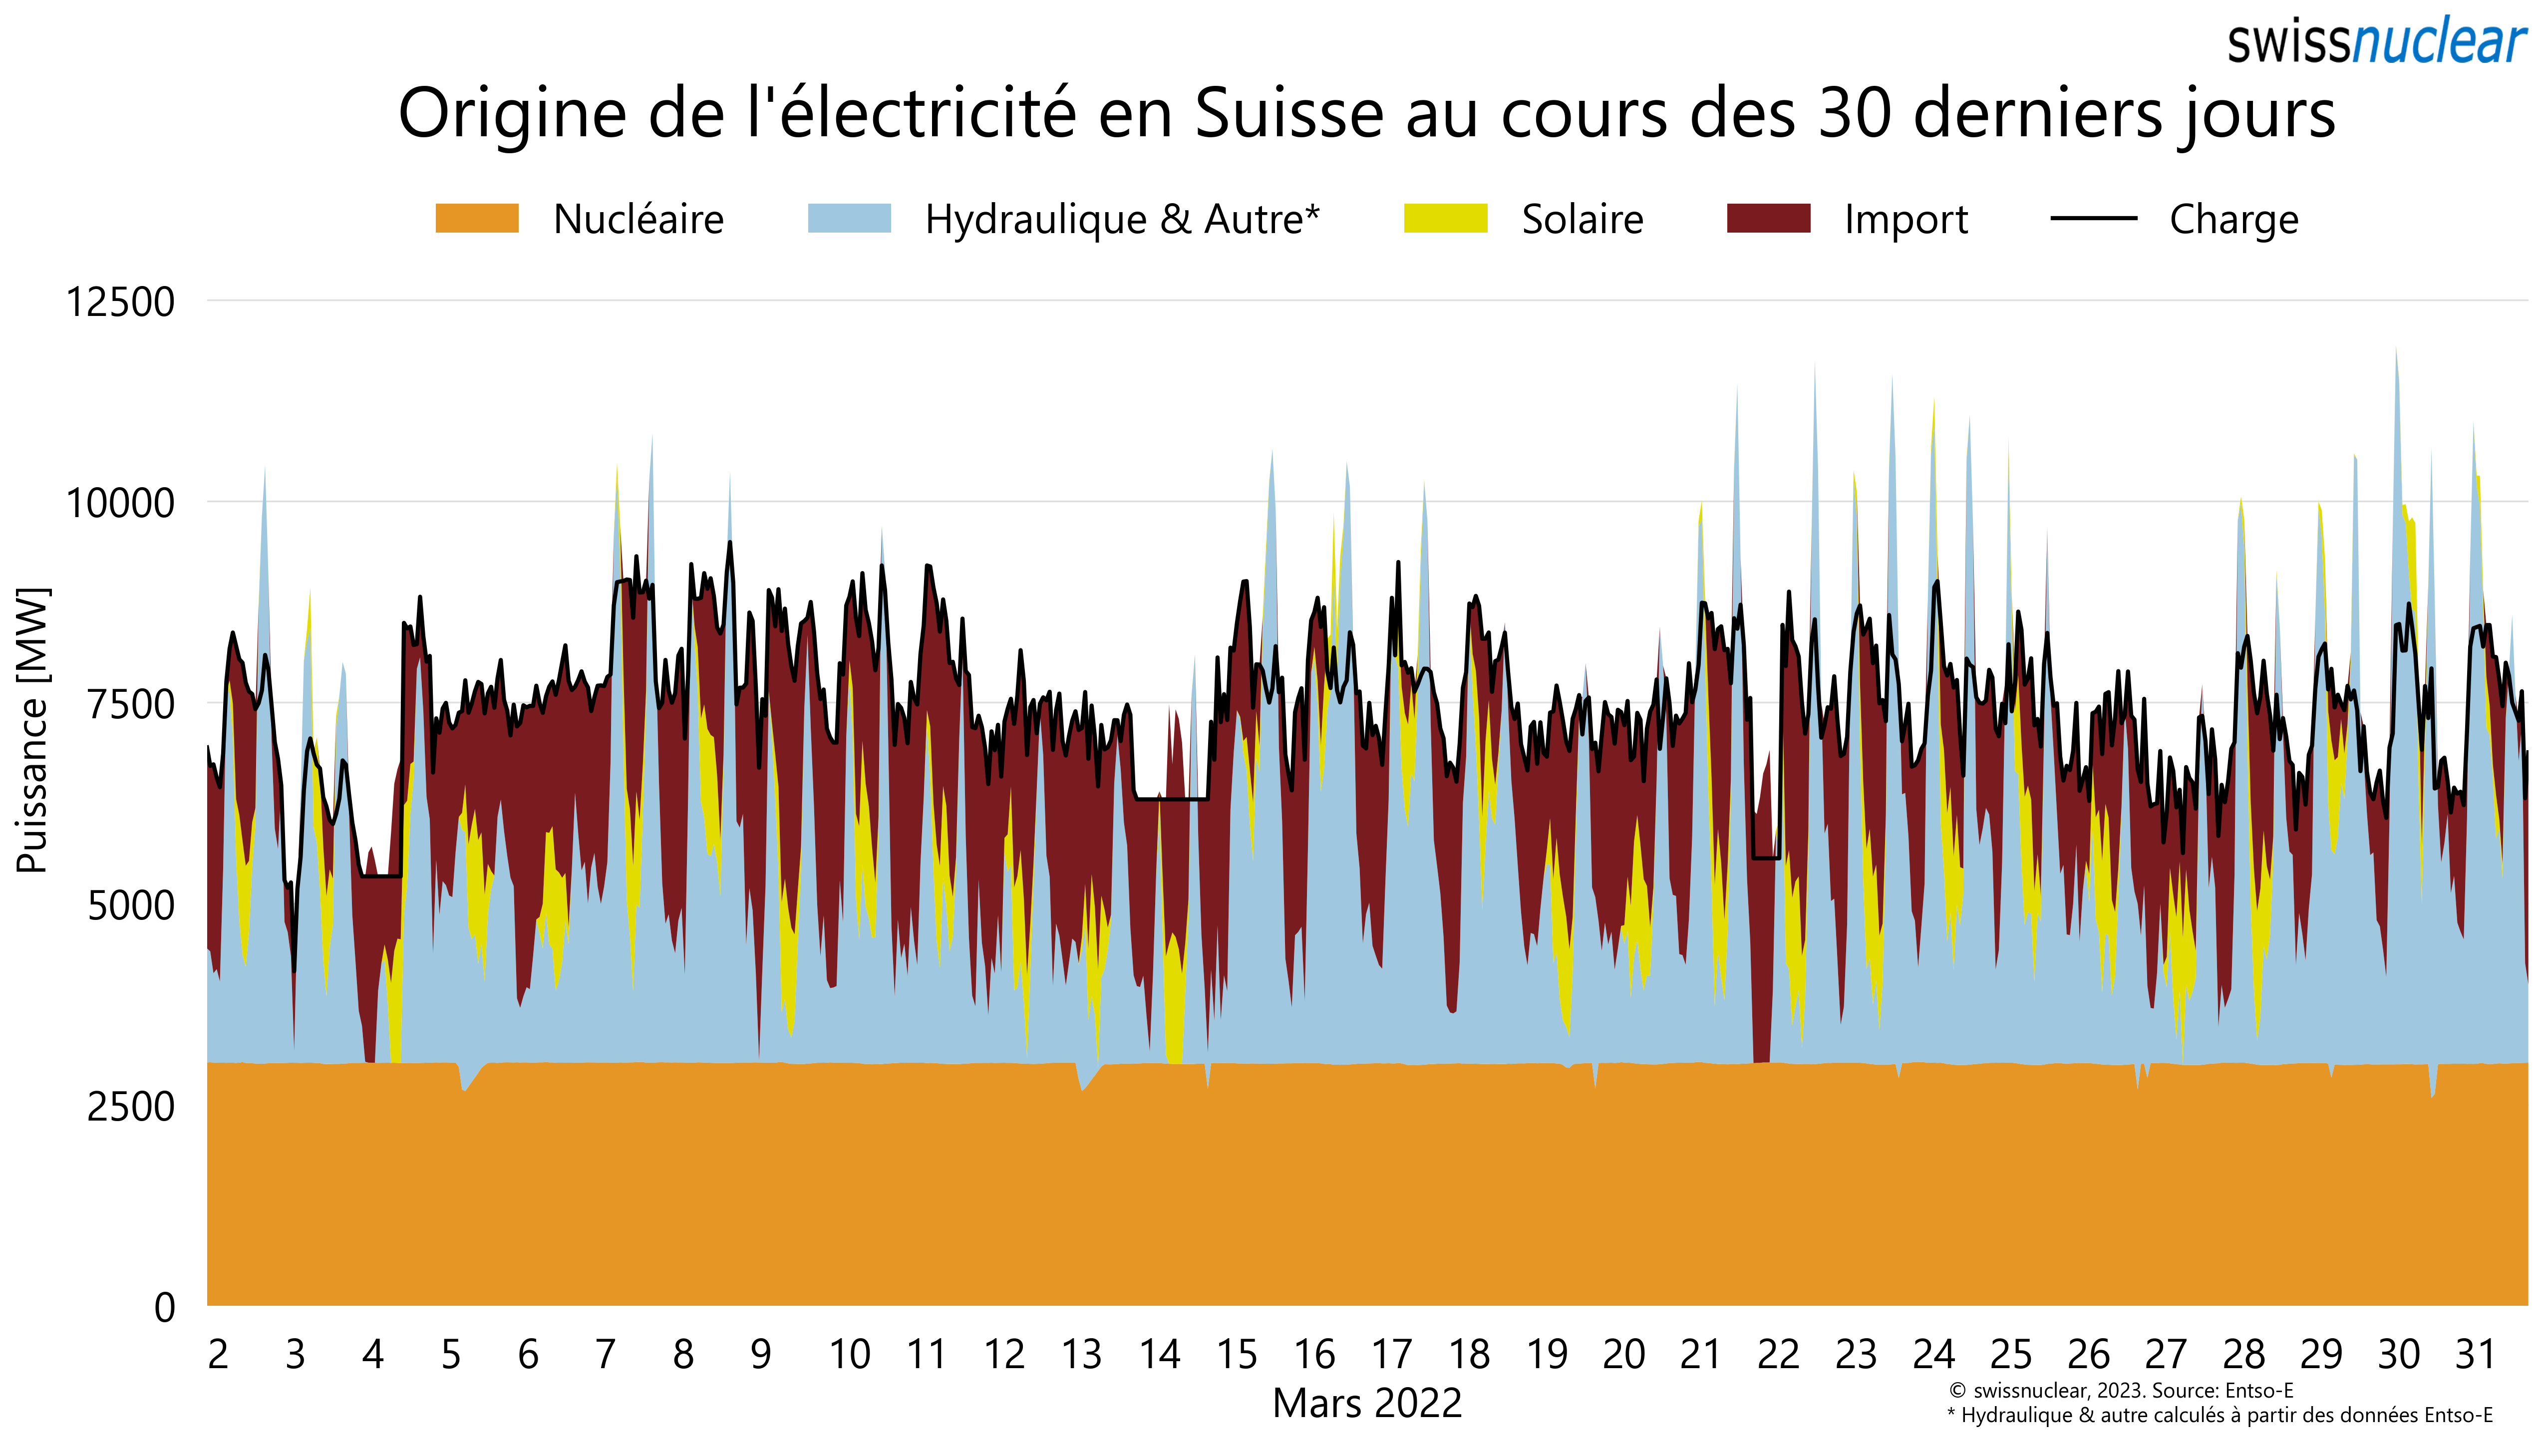 swissnuclear
Origine de l'électricité en Suisse au cours des 30 derniers jours
Nucléaire Hydraulique & Autre* Solaire Import Charge
Puissance [MW]
12500
10000
7500
5000
2500
0
2 3 4 5 6 7 8 9 10 11 12 13 14 15 16 17 18 19 20 21 22 23 24 25 26 27 28 29 30 31
Mars 2022
© swissnuclear, 2023. Source: Entso-E
* Hydraulique & autre calculés à partir des données Entso-E